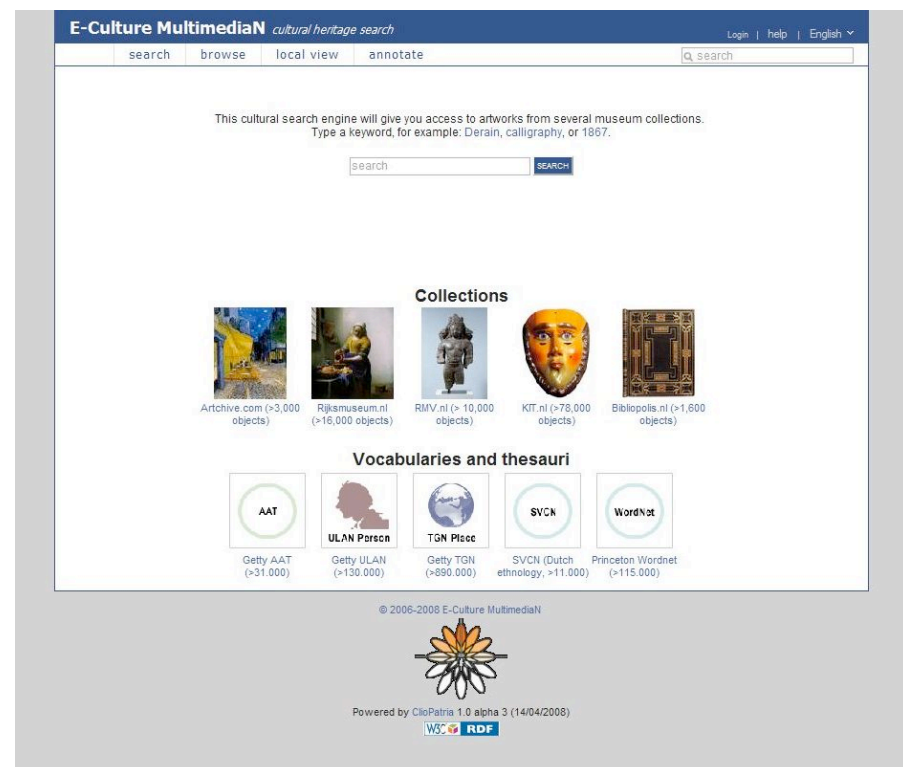 E-Culture MultimediaN cultural heritage search
Login | help | English
search browse local view annotate
search
This cultural search engine will give you access to artworks from several museum collections.
Type a keyword, for example: Derain, calligraphy, or 1867.
search
SEARCH
Collections
Artchive.com (>3,000 objects)
Rijksmuseum.nl (>16,000 objects)
RMV.nl (> 10,000 objects)
KIT.nl (>78,000 objects)
Bibliopolis.nl (>1,600 objects)
Vocabularies and thesauri
AAT
ULAN Person
TGN Place
SVCN
WordNet
Getty AAT (>31.000)
Getty ULAN (>130.000)
Getty TGN (>890.000)
SVCN (Dutch ethnology, >11.000)
Princeton Wordnet (>115.000)
© 2006-2008 E-Culture MultimediaN
Powered by ClioPatria 1.0 alpha 3 (14/04/2008)
W3C RDF